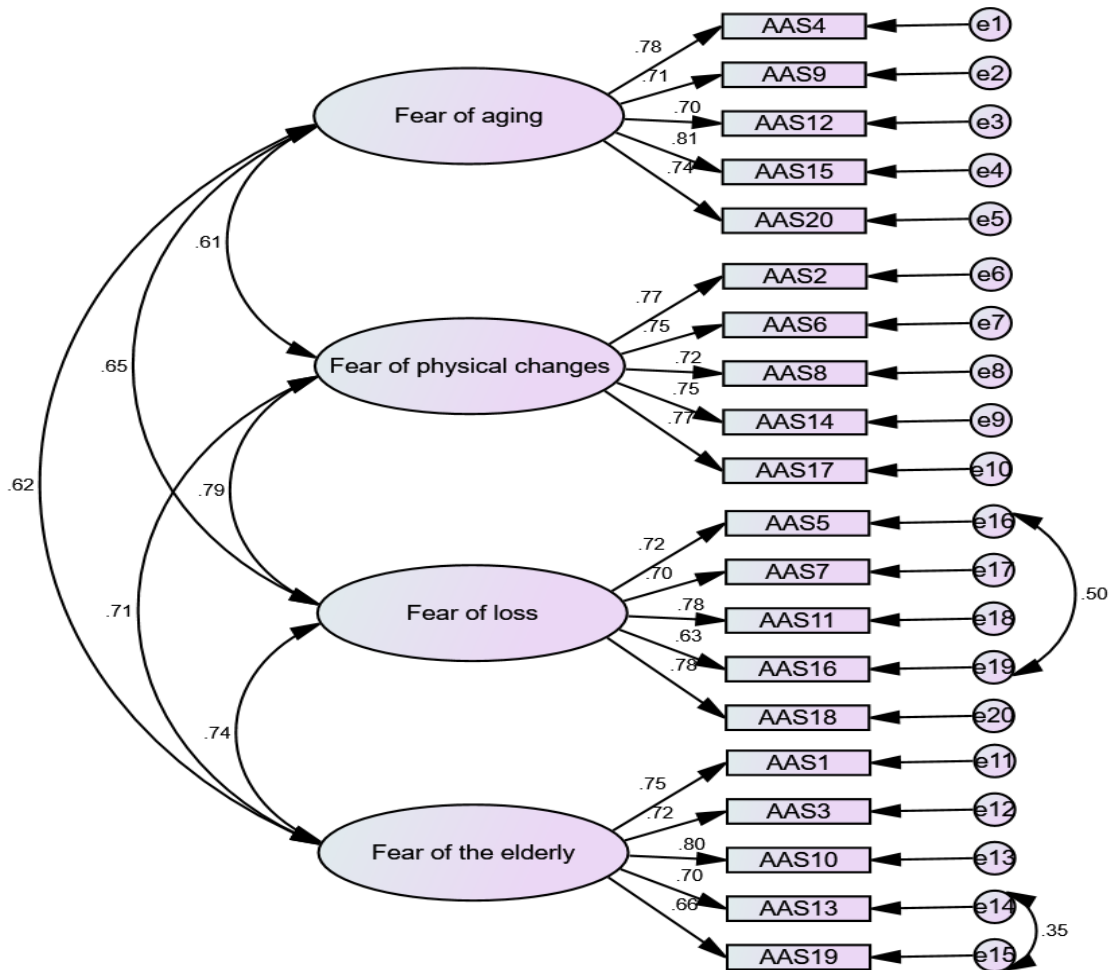 AAS4
e1
.78
AAS9
e2
.71
Fear of aging
AAS12
e3
.70
AAS15
e4
.81
AAS20
e5
.74
.61
AAS2
e6
.77
AAS6
e7
.75
.65
Fear of physical changes
AAS8
e8
.72
AAS14
e9
.75
AAS17
e10
.77
.62
.79
AAS5
e16
.72
AAS7
e17
.70
.71
Fear of loss
AAS11
e18
.78
.50
AAS16
e19
.63
AAS18
e20
.78
.74
AAS1
e11
.75
AAS3
e12
.72
Fear of the elderly
AAS10
e13
.80
AAS13
e14
.70
.35
AAS19
e15
.66